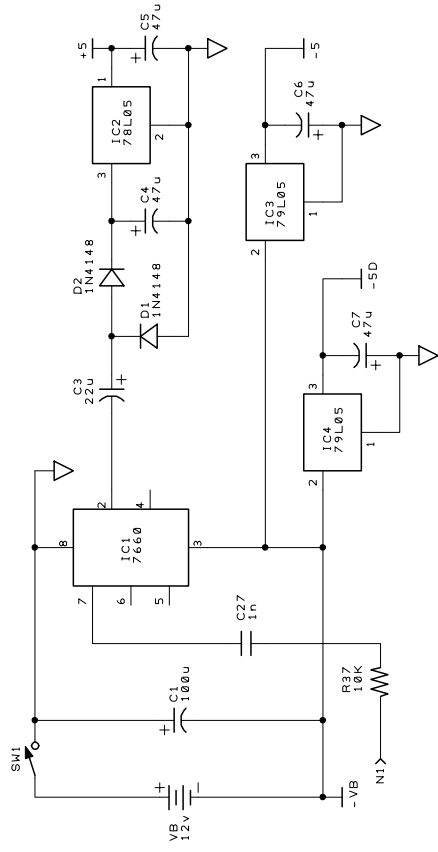 SW1
VB
12v
+
-
-VB
C1
100u
+
N1
R37
10K
C27
1n
IC1
7660
8
7
6
5
2
4
3
C3
22u
+
D2
1N4148
D1
1N4148
C4
47u
+
IC2
78L05
3
1
2
+5
C5
47u
+
IC3
79L05
2
3
1
-5
C6
47u
+
IC4
79L05
2
3
1
-5D
C7
47u
+